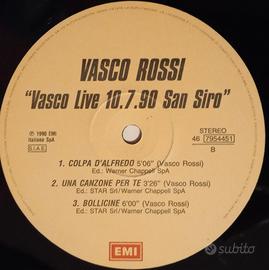 VASCO ROSSI
"Vasco Live 10.7.90 San Siro"
℗ 1990 EMI
Italiana SpA
S.I.A.E.
STEREO
46 7954451
B
1. COLPA D'ALFREDO 5'06" (Vasco Rossi)
Ed.: Warner Chappell SpA
2. UNA CANZONE PER TE 3'26" (Vasco Rossi)
Ed.: STAR Srl/Warner Chappell SpA
3. BOLLICINE 6'00" (Vasco Rossi)
Ed.: STAR Srl/Warner Chappell SpA
EMI
subito